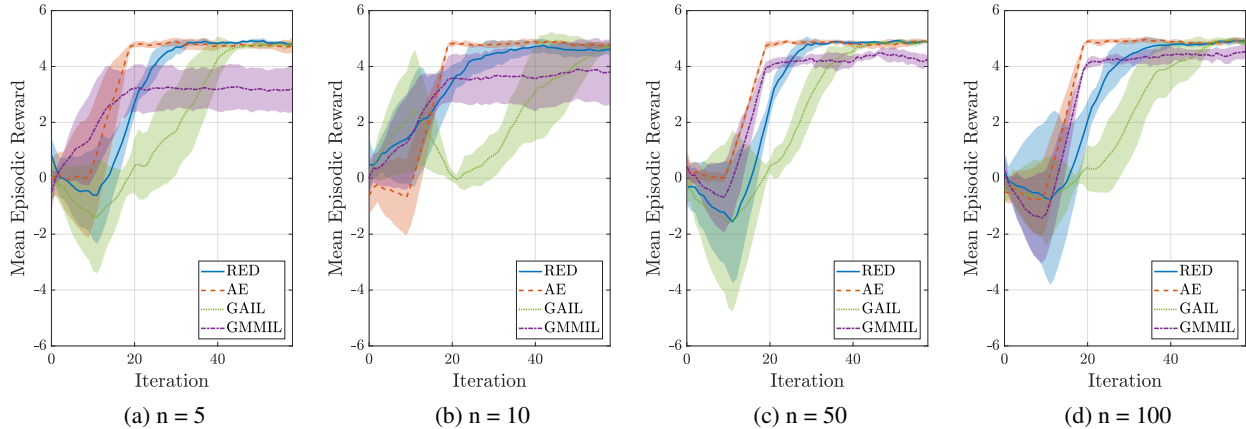 Mean Episodic Reward
6
4
2
0
–2
–4
–6
0
20
40
Iteration
RED
AE
GAIL
GMMIL
(a) n = 5
Mean Episodic Reward
6
4
2
0
–2
–4
–6
0
20
40
Iteration
RED
AE
GAIL
GMMIL
(b) n = 10
Mean Episodic Reward
6
4
2
0
–2
–4
–6
0
20
40
Iteration
RED
AE
GAIL
GMMIL
(c) n = 50
Mean Episodic Reward
6
4
2
0
–2
–4
–6
0
20
40
Iteration
RED
AE
GAIL
GMMIL
(d) n = 100